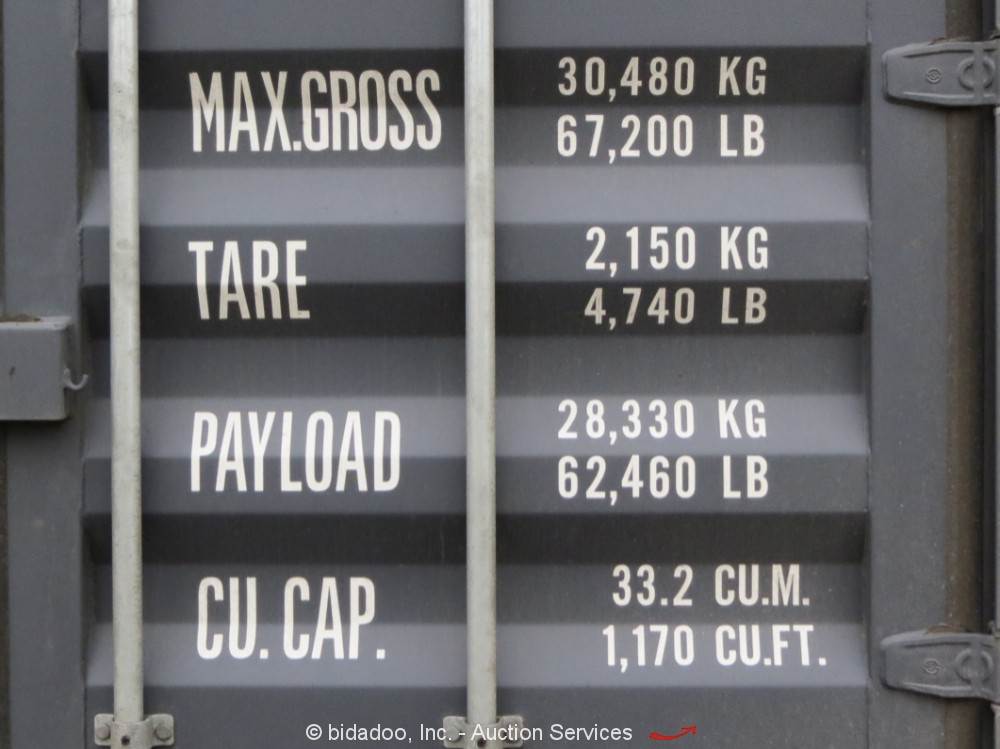 MAX.GROSS 30,480 KG
67,200 LB
TARE 2,150 KG
4,740 LB
PAYLOAD 28,330 KG
62,460 LB
CU. CAP. 33.2 CU.M.
1,170 CU.FT.
© bidadoo, Inc. - Auction Services